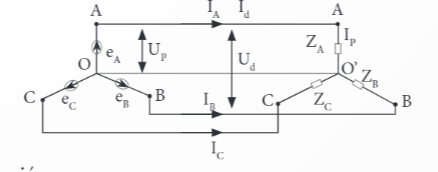 A I_A I_d A
e_A U_p Z_A I_p
O U_d O' Z_B
C e_C e_B B I_B C Z_C B
I_C